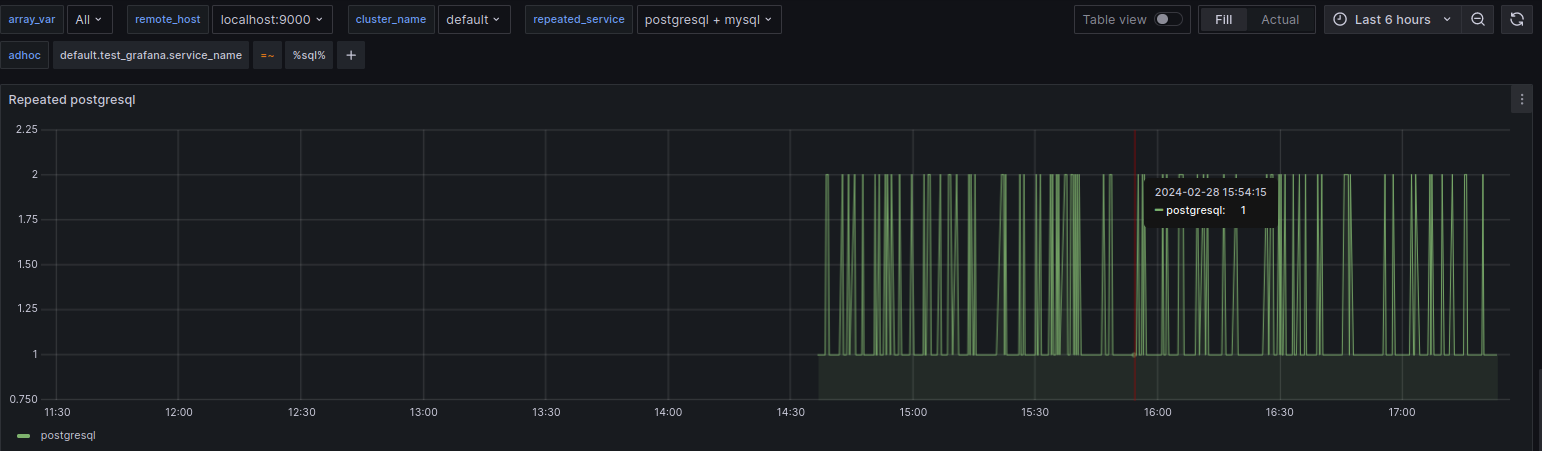 array_var All remote_host localhost:9000 cluster_name default repeated_service postgresql + mysql Table view Fill Actual Last 6 hours
adhoc default.test_grafana.service_name =~ %sql% +
Repeated postgresql
2.25
2
1.75
1.50
1.25
1
0.750
2024-02-28 15:54:15
postgresql: 1
11:30 12:00 12:30 13:00 13:30 14:00 14:30 15:00 15:30 16:00 16:30 17:00
postgresql